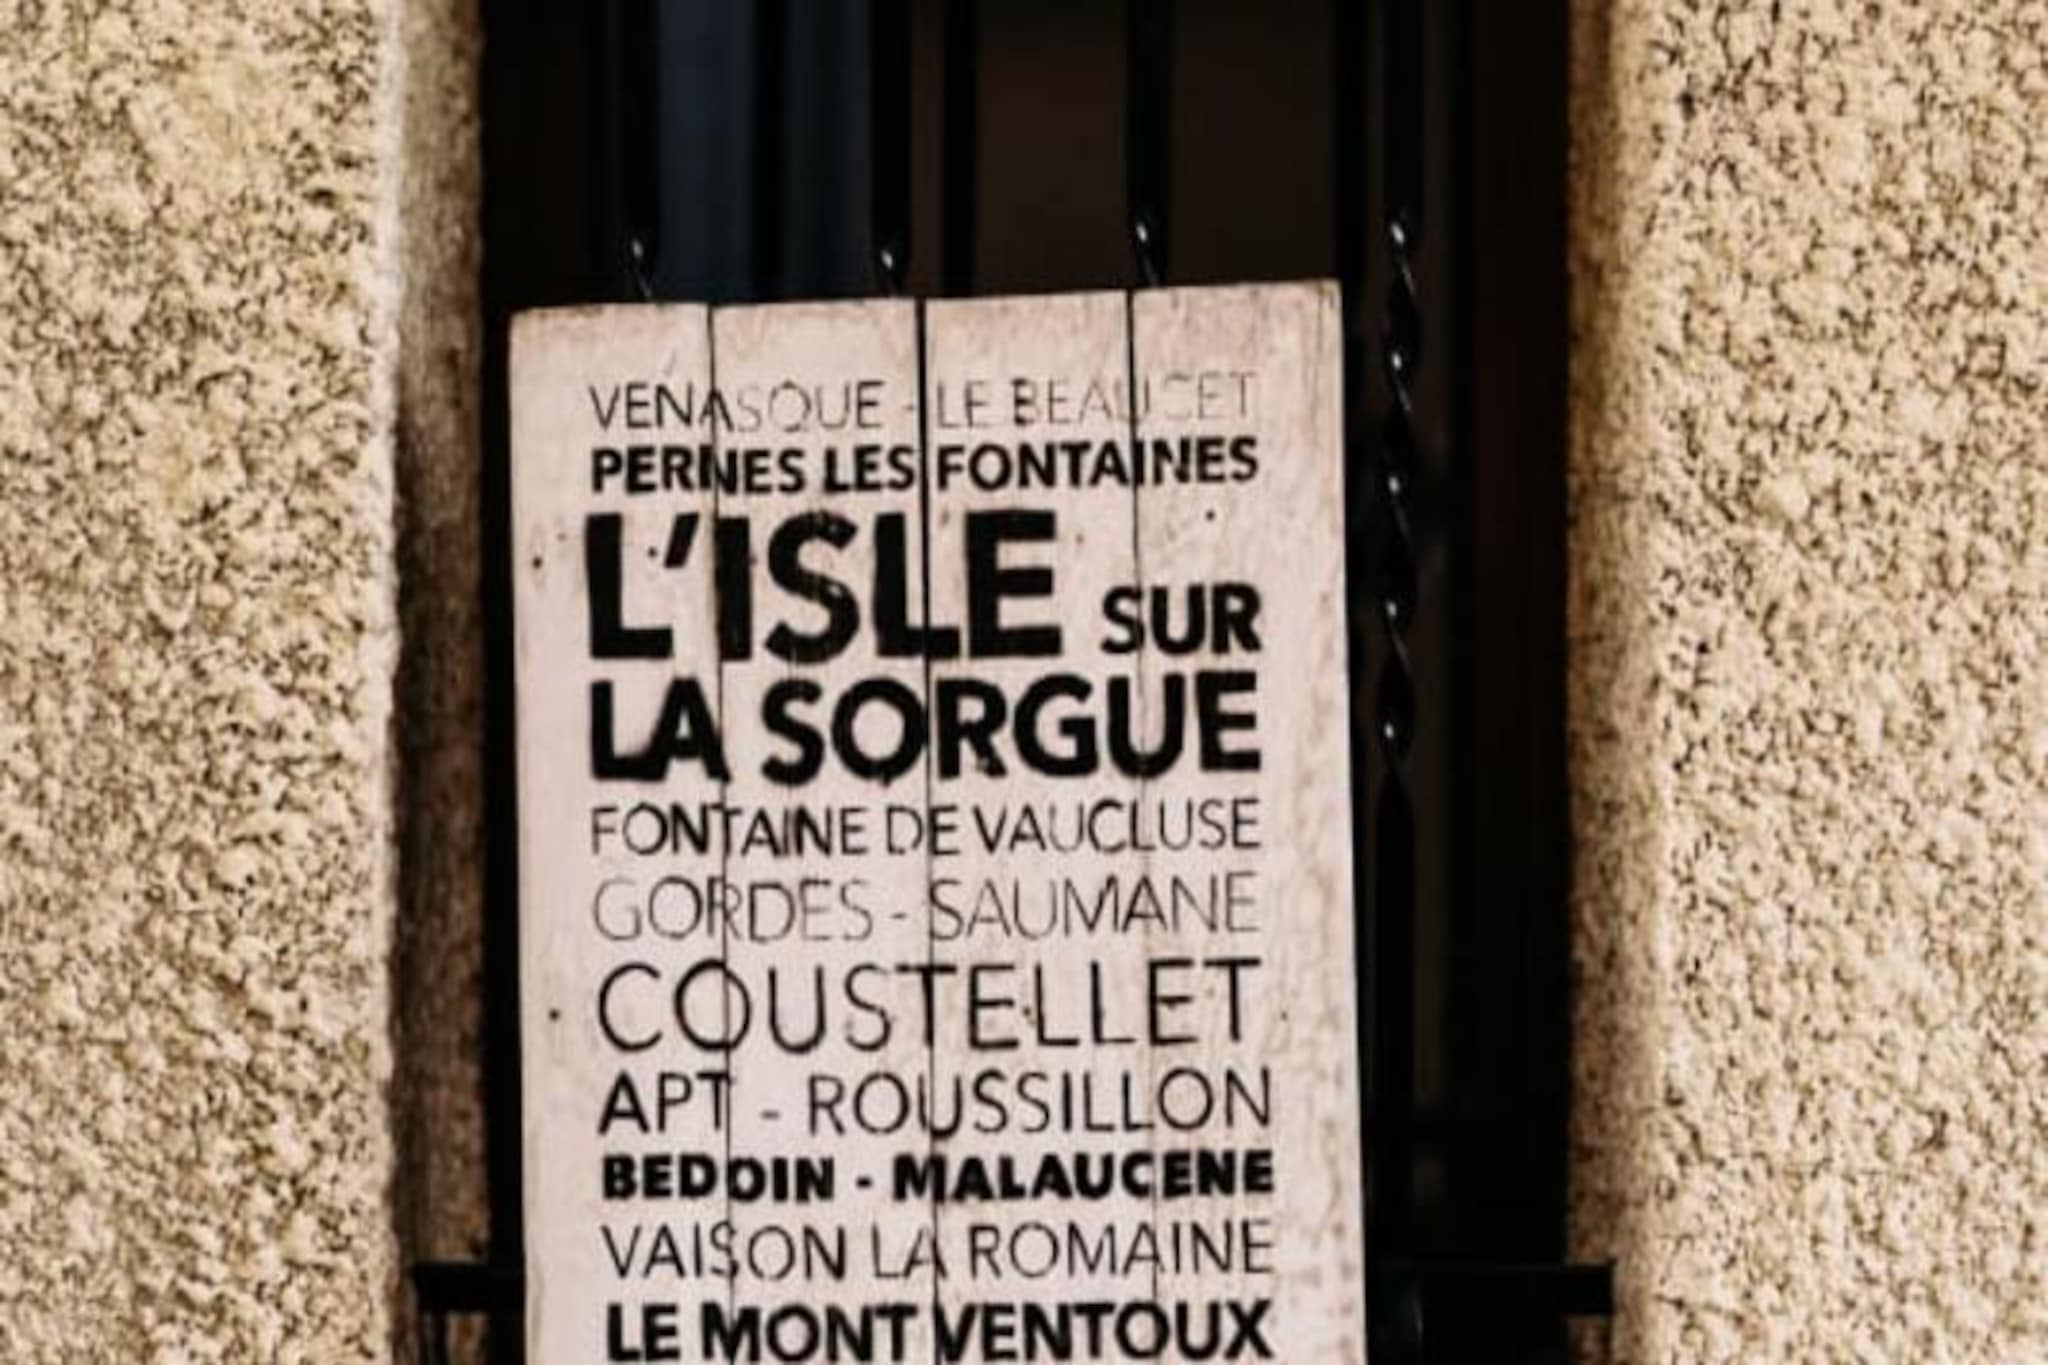 VENASQUE - LE BEAUCET
PERNES LES FONTAINES
L'ISLE SUR
LA SORGUE
FONTAINE DE VAUCLUSE
GORDES - SAUMANE
COUSTELLET
APT - ROUSSILLON
BEDOIN - MALAUCENE
VAISON LA ROMAINE
LE MONT VENTOUX